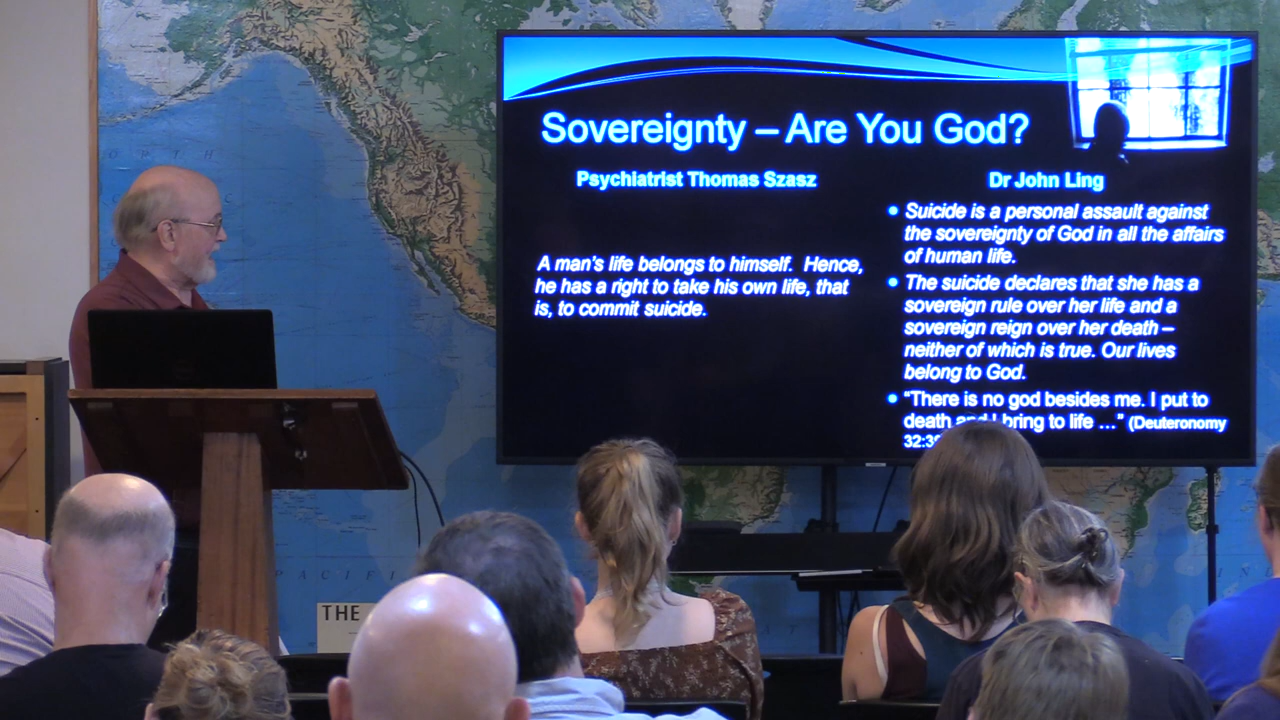 Sovereignty – Are You God?
Psychiatrist Thomas Szasz
A man's life belongs to himself. Hence,
he has a right to take his own life, that
is, to commit suicide.
Dr John Ling
• Suicide is a personal assault against
the sovereignty of God in all the affairs
of human life.
• The suicide declares that she has a
sovereign rule over her life and a
sovereign reign over her death –
neither of which is true. Our lives
belong to God.
• “There is no god besides me. I put to
death and I bring to life …” (Deuteronomy
NORTH
PACIFI
THE